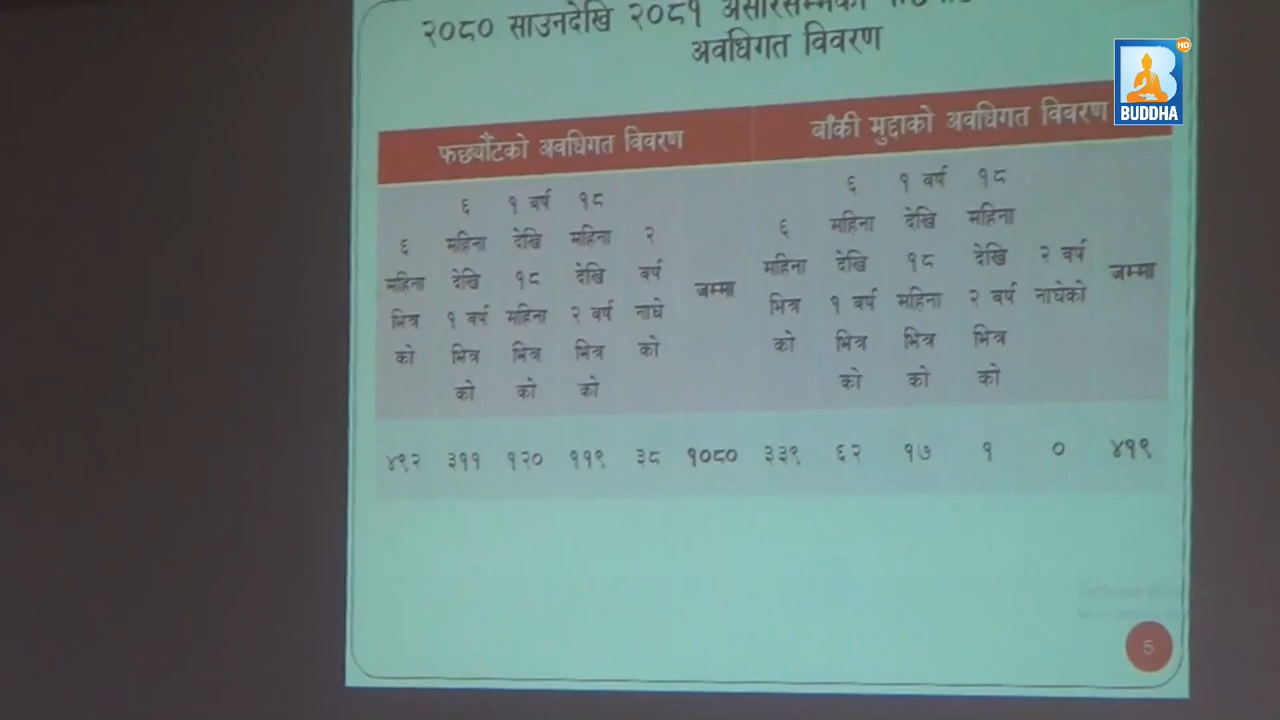 २०८० साउनदेखि २०८१ असारसम्मको
अवधिगत विवरण
HD
BUDDHA
फछ्यौंटको अवधिगत विवरण
बाँकी मुद्दाको अवधिगत विवरण
६ महिना भित्र को
६ महिना देखि १ वर्ष भित्र को
१ वर्ष देखि १८ महिना भित्र को
१८ महिना देखि २ वर्ष भित्र को
२ वर्ष नाघे को
जम्मा
६ महिना भित्र को
६ महिना देखि १ वर्ष भित्र को
१ वर्ष देखि १८ महिना भित्र को
१८ महिना देखि २ वर्ष भित्र को
२ वर्ष नाघेको
जम्मा
४९२ ३११ १२० ११९ ३८ १०८० ३३९ ६२ १७ १ ० ४१९
5